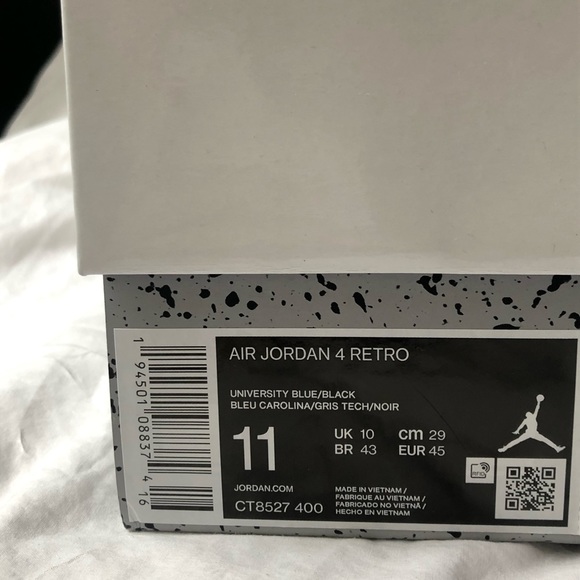 AIR JORDAN 4 RETRO
UNIVERSITY BLUE/BLACK
BLEU CAROLINA/GRIS TECH/NOIR
11
UK 10
cm 29
BR 43
EUR 45
JORDAN.COM
CT8527 400
MADE IN VIETNAM /
FABRIQUE AU VIETNAM /
FABRICADO NO VIETNÃ /
HECHO EN VIETNAM
RFID
1 94501 08837 4 16